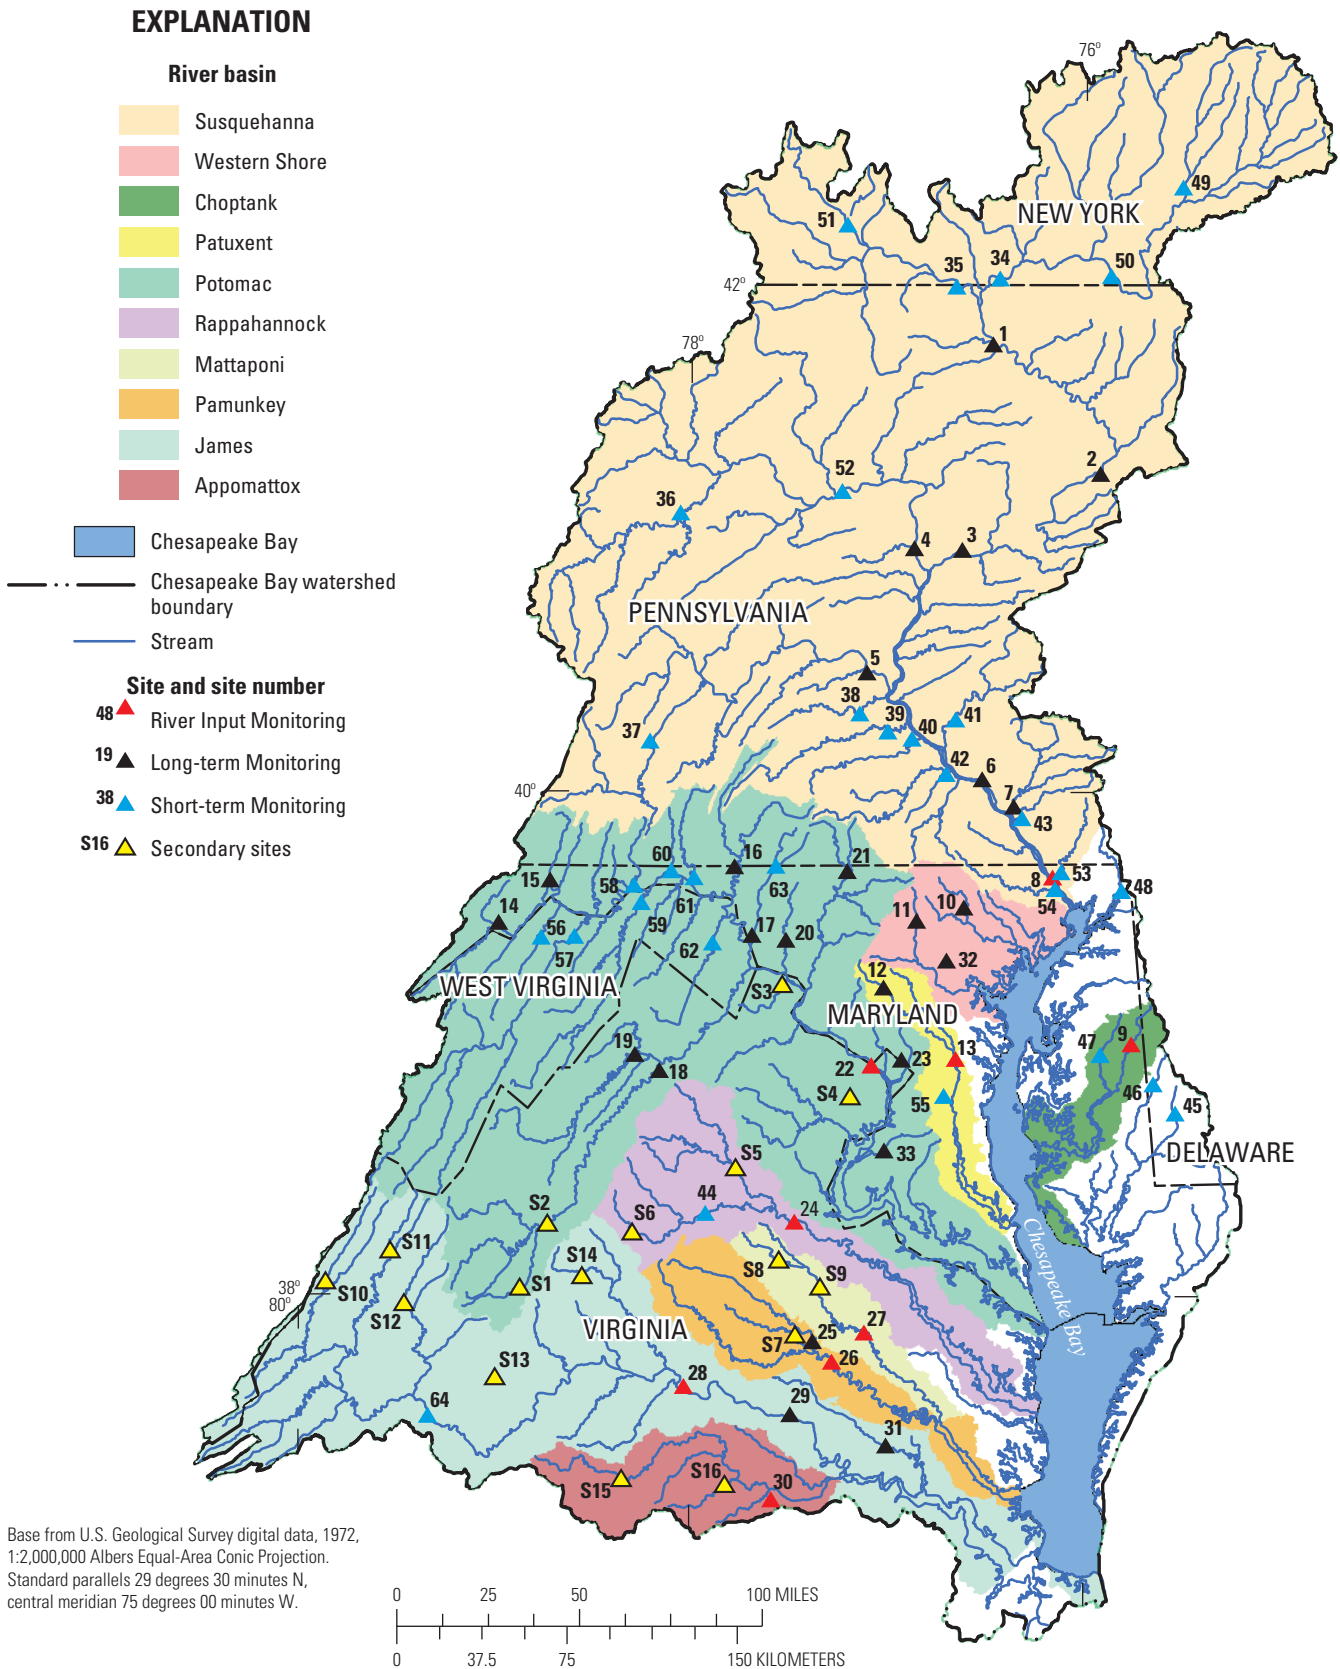 EXPLANATION
River basin
Susquehanna
Western Shore
Choptank
Patuxent
Potomac
Rappahannock
Mattaponi
Pamunkey
James
Appomattox
Chesapeake Bay
Chesapeake Bay watershed
boundary
Stream
Site and site number
48 River Input Monitoring
19 Long-term Monitoring
38 Short-term Monitoring
S16 Secondary sites
76°
49
NEW YORK
51
35
34
50
42°
1
78°
2
52
36
4
3
PENNSYLVANIA
5
38
39
40
41
37
42
6
40°
7
43
60
16
21
15
58
63
8
53
54
48
14
56
57
59
61
62
17
20
11
10
32
12
WEST VIRGINIA
S3
MARYLAND
19
18
22
23
13
47
9
S4
55
46
45
33
DELAWARE
S5
44
24
S2
S6
S11
S14
S8
S9
Chesapeake Bay
38°
80°
S10
S12
S1
VIRGINIA
S7
25
27
26
S13
28
29
64
31
S15
S16
30
Base from U.S. Geological Survey digital data, 1972,
1:2,000,000 Albers Equal-Area Conic Projection.
Standard parallels 29 degrees 30 minutes N,
central meridian 75 degrees 00 minutes W.
0 25 50 100 MILES
0 37.5 75 150 KILOMETERS